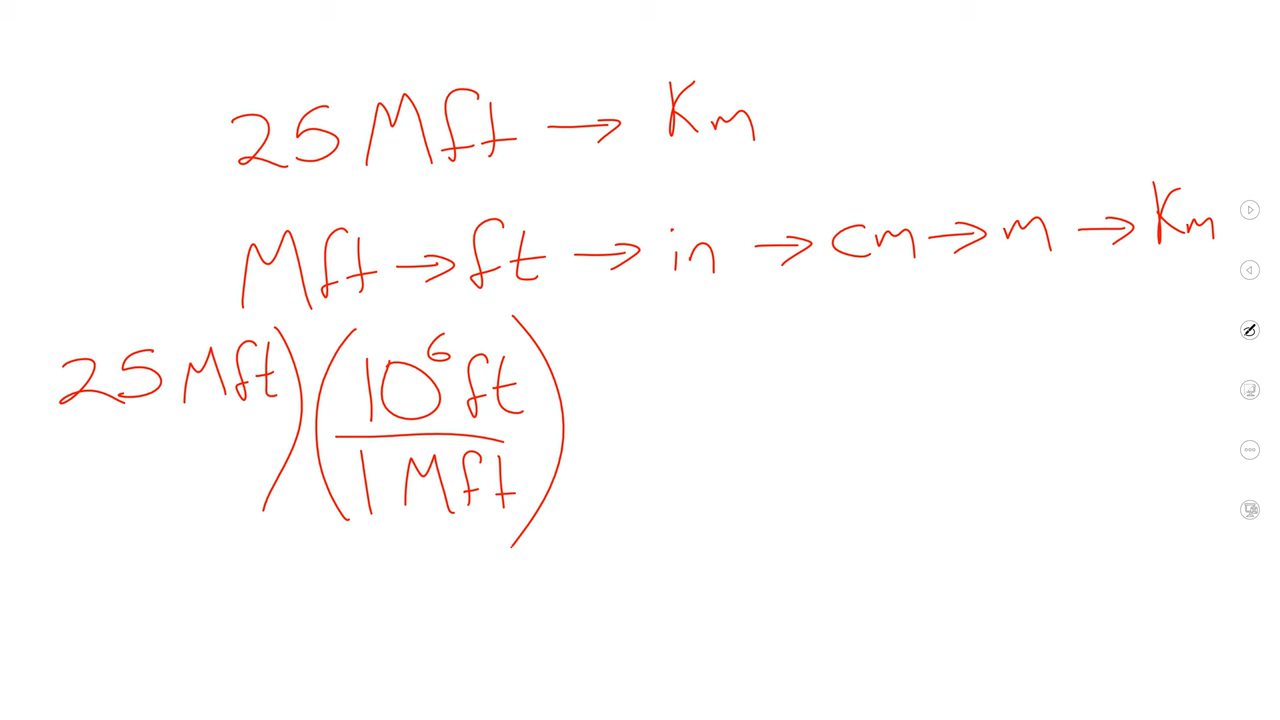 25 Mft → Km
Mft → ft → in → cm → m → Km
25 Mft) (10⁶ ft / 1 Mft)